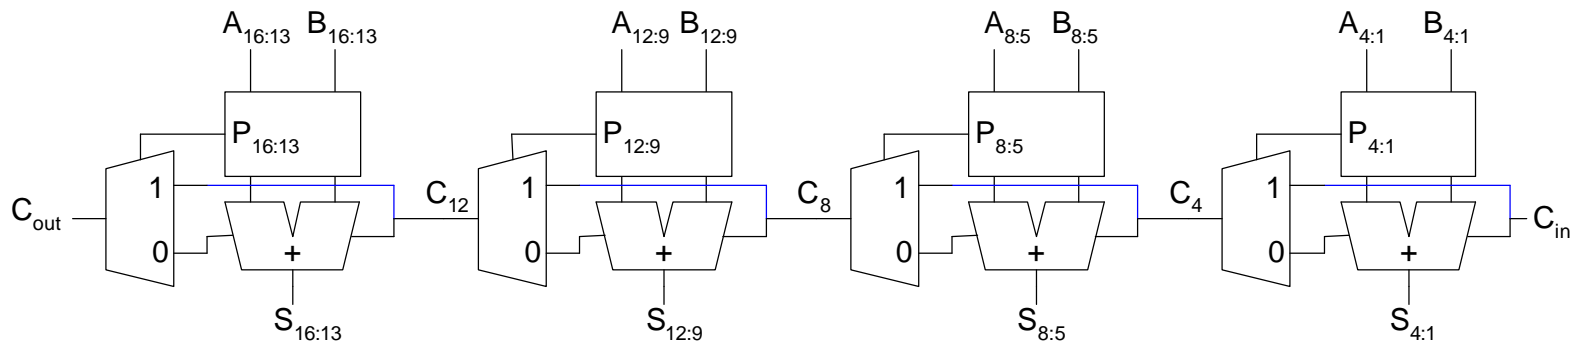 A16:13 B16:13 A12:9 B12:9 A8:5 B8:5 A4:1 B4:1
P16:13 P12:9 P8:5 P4:1
1 1 1 1
Cout C12 C8 C4 Cin
0 + 0 + 0 + 0 +
S16:13 S12:9 S8:5 S4:1